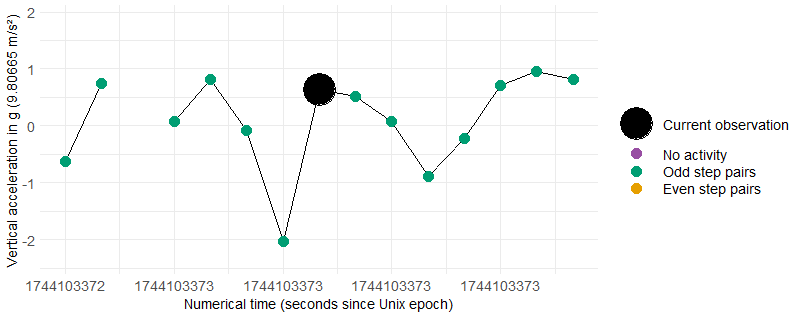 Vertical acceleration in g (9.80665 m/s²)
2
1
0
-1
-2
1744103372 1744103373 1744103373 1744103373 1744103373
Numerical time (seconds since Unix epoch)
Current observation
No activity
Odd step pairs
Even step pairs